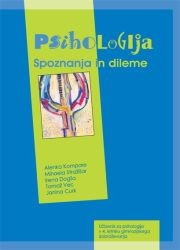 PsihoLoGIja
Spoznanja in dileme
Alenka Kompare
Mihaela Stražišar
Irena Dogša
Tomaž Vec
Janina Curk
Učbenik za psihologijo
v 4. letniku gimnazijskega
izobraževanja